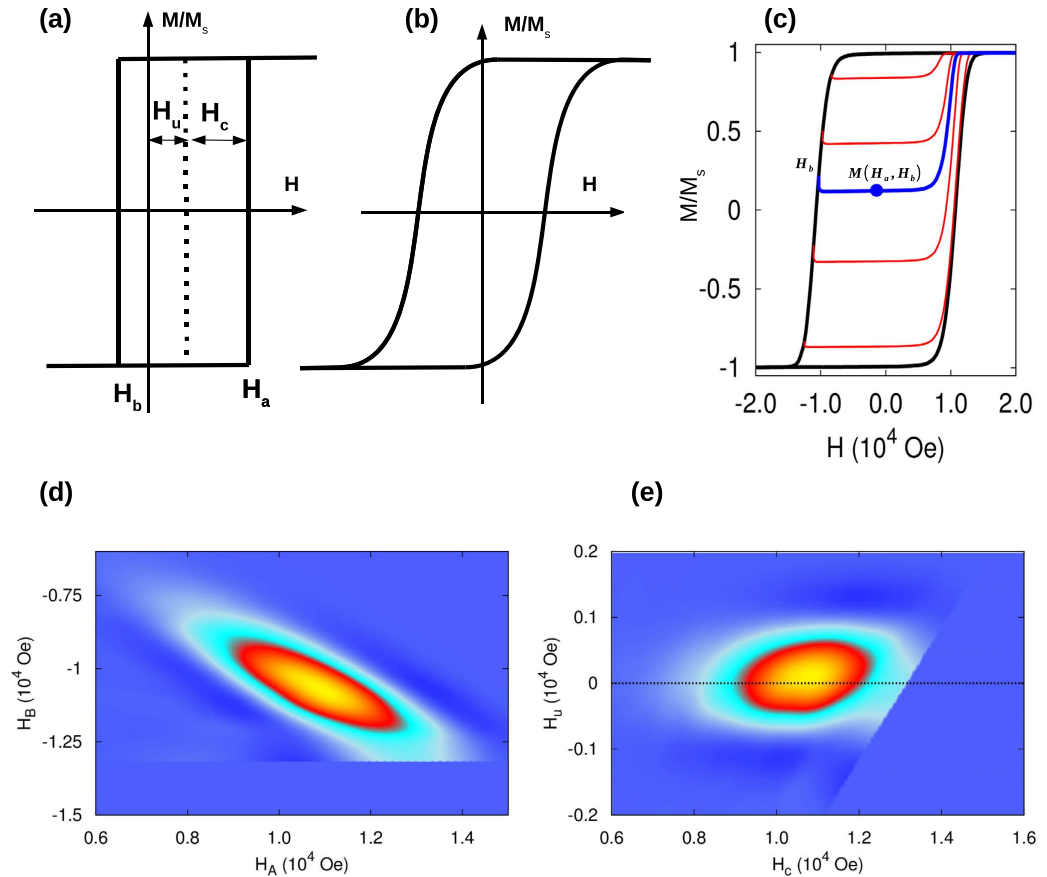 (a)
M/Ms
Hu
Hc
H
Hb
Ha
(b)
M/Ms
H
(c)
M/Ms
1
0.5
0
-0.5
-1
Hb
M(Ha, Hb)
-2.0 -1.0 0.0 1.0 2.0
H (10^4 Oe)
(d)
HB (10^4 Oe)
-0.75
-1
-1.25
-1.5
0.6 1.0 1.2 1.4
HA (10^4 Oe)
(e)
Hu (10^4 Oe)
0.2
0.1
0
-0.1
-0.2
0.6 1.0 1.2 1.4 1.6
Hc (10^4 Oe)